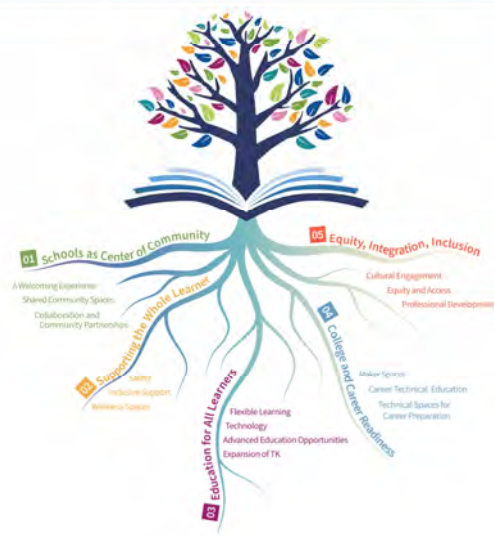 01 Schools as Center of Community
A Welcoming Experience
Shared Community Spaces
Collaboration and
Community Partnerships
02 Supporting the Whole Learner
Safety
Inclusive Support
Wellness Spaces
03 Education for All Learners
Flexible Learning
Technology
Advanced Education Opportunities
Expansion of TK
04 College and Career Readiness
Maker Spaces
Career Technical Education
Technical Spaces for
Career Preparation
05 Equity, Integration, Inclusion
Cultural Engagement
Equity and Access
Professional Development